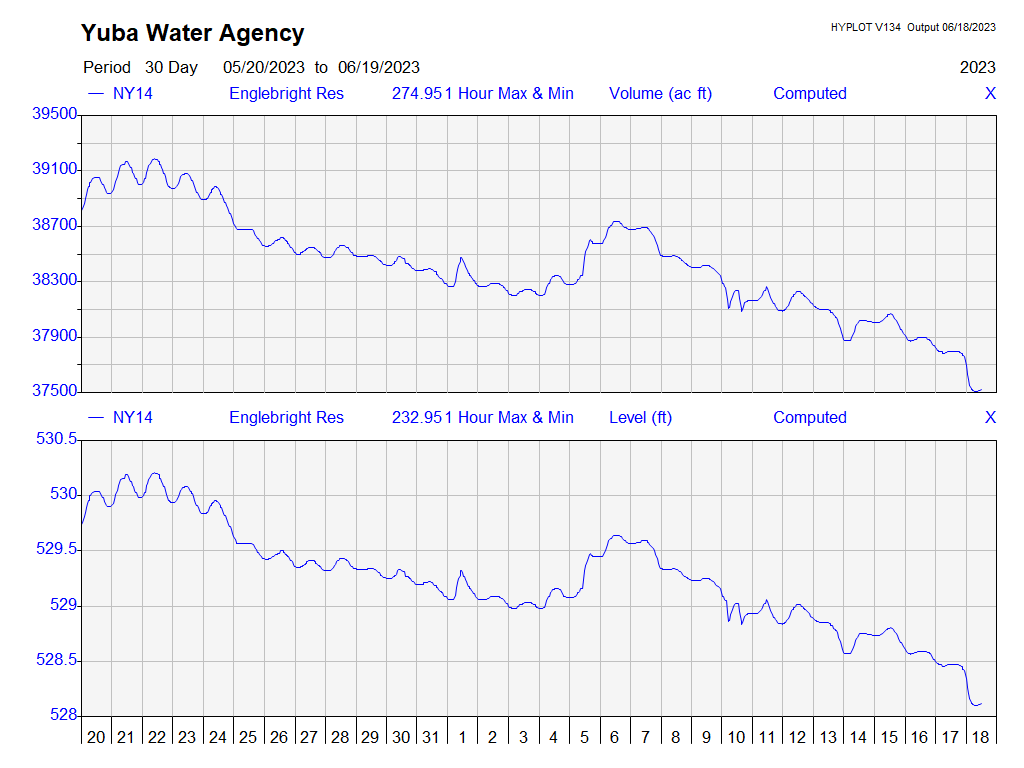 Yuba Water Agency
HYPLOT V134 Output 06/18/2023
Period 30 Day 05/20/2023 to 06/19/2023 2023
— NY14 Englebright Res 274.951 Hour Max & Min Volume (ac ft) Computed X
39500
39100
38700
38300
37900
37500
— NY14 Englebright Res 232.951 Hour Max & Min Level (ft) Computed X
530.5
530
529.5
529
528.5
528
20 21 22 23 24 25 26 27 28 29 30 31 1 2 3 4 5 6 7 8 9 10 11 12 13 14 15 16 17 18